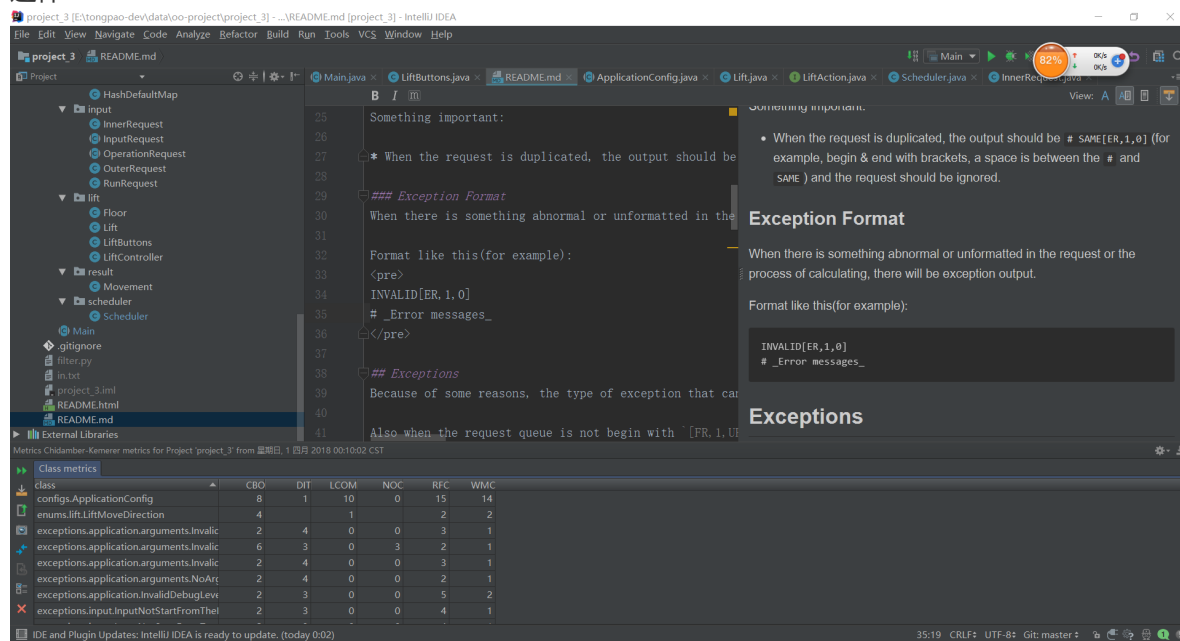 project_3 [E:\tongpao-dev\data\oo-project\project_3] - ...\README.md [project_3] - IntelliJ IDEA
File Edit View Navigate Code Analyze Refactor Build Run Tools VCS Window Help
project_3 README.md Main 82% 0K/s 0K/s
Project Main.java LiftButtons.java README.md ApplicationConfig.java Lift.java LiftAction.java Scheduler.java InnerRequest.java
B I View: A
HashDefaultMap
input
InnerRequest
InputRequest
OperationRequest
OuterRequest
RunRequest
lift
Floor
Lift
LiftButtons
LiftController
result
Movement
scheduler
Scheduler
Main
.gitignore
filter.py
in.txt
project_3.iml
README.html
README.md
External Libraries
25 Something important:
26
27 * When the request is duplicated, the output should be
28
29 ### Exception Format
30 When there is something abnormal or unformatted in the
31
32 Format like this(for example):
33 <pre>
34 INVALID[ER,1,0]
35 # _Error messages_
36 </pre>
37
38 ## Exceptions
39 Because of some reasons, the type of exception that can
40
41 Also when the request queue is not begin with `[FR,1,UP
Something important:
• When the request is duplicated, the output should be # SAME[ER,1,0] (for
example, begin & end with brackets, a space is between the # and
SAME ) and the request should be ignored.
Exception Format
When there is something abnormal or unformatted in the request or the
process of calculating, there will be exception output.
Format like this(for example):
INVALID[ER,1,0]
# _Error messages_
Exceptions
Metrics Chidamber-Kemerer metrics for Project 'project_3' from 星期日, 1 四月 2018 00:10:02 CST
Class metrics
class CBO DIT LCOM NOC RFC WMC
configs.ApplicationConfig 8 1 10 0 15 14
enums.lift.LiftMoveDirection 4 1 2 2
exceptions.application.arguments.Invalid 2 4 0 0 3 1
exceptions.application.arguments.Invalid 6 3 0 3 2 1
exceptions.application.arguments.Invalid 2 4 0 0 3 1
exceptions.application.arguments.NoArg 2 4 0 0 2 1
exceptions.application.InvalidDebugLeve 2 3 0 0 5 2
exceptions.input.InputNotStartFromThe 2 3 0 0 4 1
IDE and Plugin Updates: IntelliJ IDEA is ready to update. (today 0:02) 35:19 CRLF UTF-8 Git: master 1